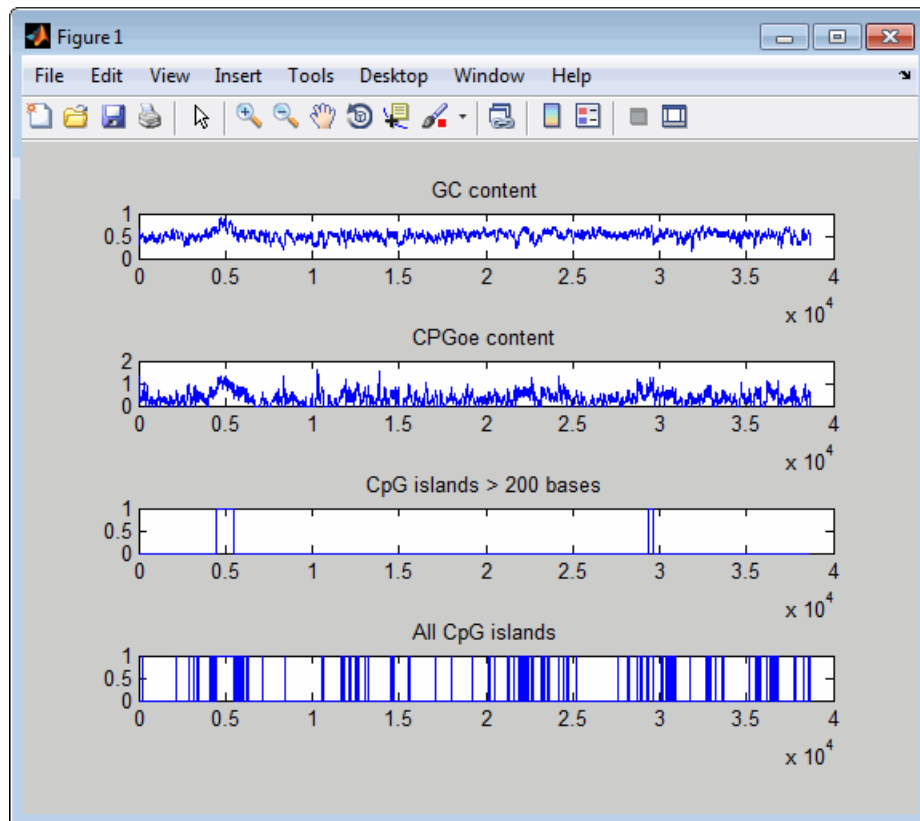 Figure 1
File Edit View Insert Tools Desktop Window Help
GC content
1
0.5
0
0 0.5 1 1.5 2 2.5 3 3.5 4
x 10^4
CPGoe content
2
1
0
0 0.5 1 1.5 2 2.5 3 3.5 4
x 10^4
CpG islands > 200 bases
1
0.5
0
0 0.5 1 1.5 2 2.5 3 3.5 4
x 10^4
All CpG islands
1
0.5
0
0 0.5 1 1.5 2 2.5 3 3.5 4
x 10^4